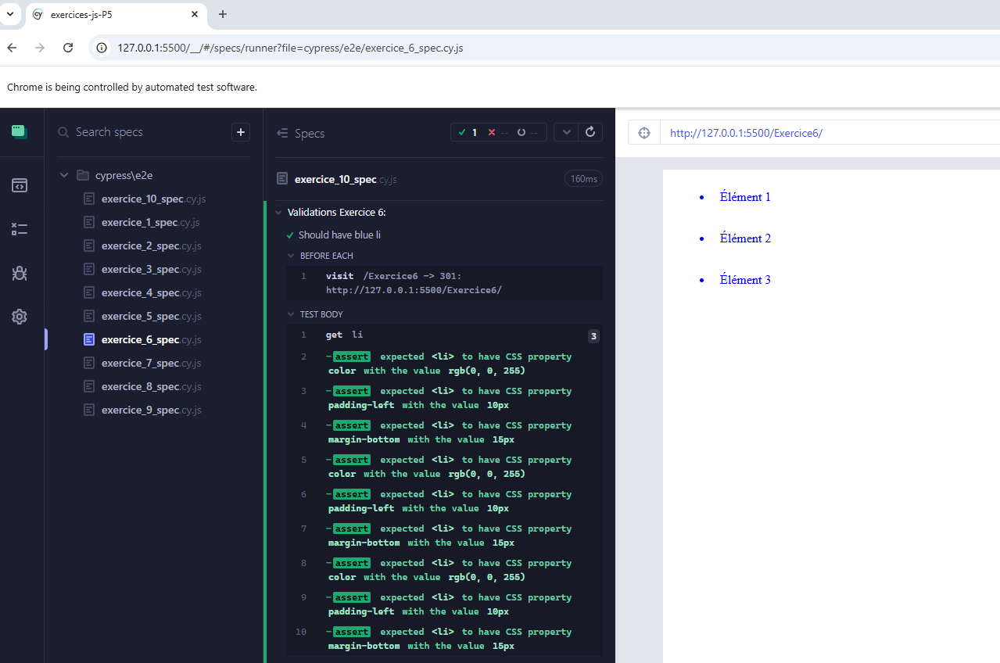 exercices-js-P5
127.0.0.1:5500/__/#/specs/runner?file=cypress/e2e/exercice_6_spec.cy.js
Chrome is being controlled by automated test software.
Search specs
+
cypress\e2e
exercice_10_spec.cy.js
exercice_1_spec.cy.js
exercice_2_spec.cy.js
exercice_3_spec.cy.js
exercice_4_spec.cy.js
exercice_5_spec.cy.js
exercice_6_spec.cy.js
exercice_7_spec.cy.js
exercice_8_spec.cy.js
exercice_9_spec.cy.js
Specs
1 -- --
exercice_10_spec.cy.js 160ms
Validations Exercice 6:
Should have blue li
BEFORE EACH
1 visit /Exercice6 -> 301:
http://127.0.0.1:5500/Exercice6/
TEST BODY
1 get li 3
2 -assert expected <li> to have CSS property
color with the value rgb(0, 0, 255)
3 -assert expected <li> to have CSS property
padding-left with the value 10px
4 -assert expected <li> to have CSS property
margin-bottom with the value 15px
5 -assert expected <li> to have CSS property
color with the value rgb(0, 0, 255)
6 -assert expected <li> to have CSS property
padding-left with the value 10px
7 -assert expected <li> to have CSS property
margin-bottom with the value 15px
8 -assert expected <li> to have CSS property
color with the value rgb(0, 0, 255)
9 -assert expected <li> to have CSS property
padding-left with the value 10px
10 -assert expected <li> to have CSS property
margin-bottom with the value 15px
http://127.0.0.1:5500/Exercice6/
• Élément 1
• Élément 2
• Élément 3